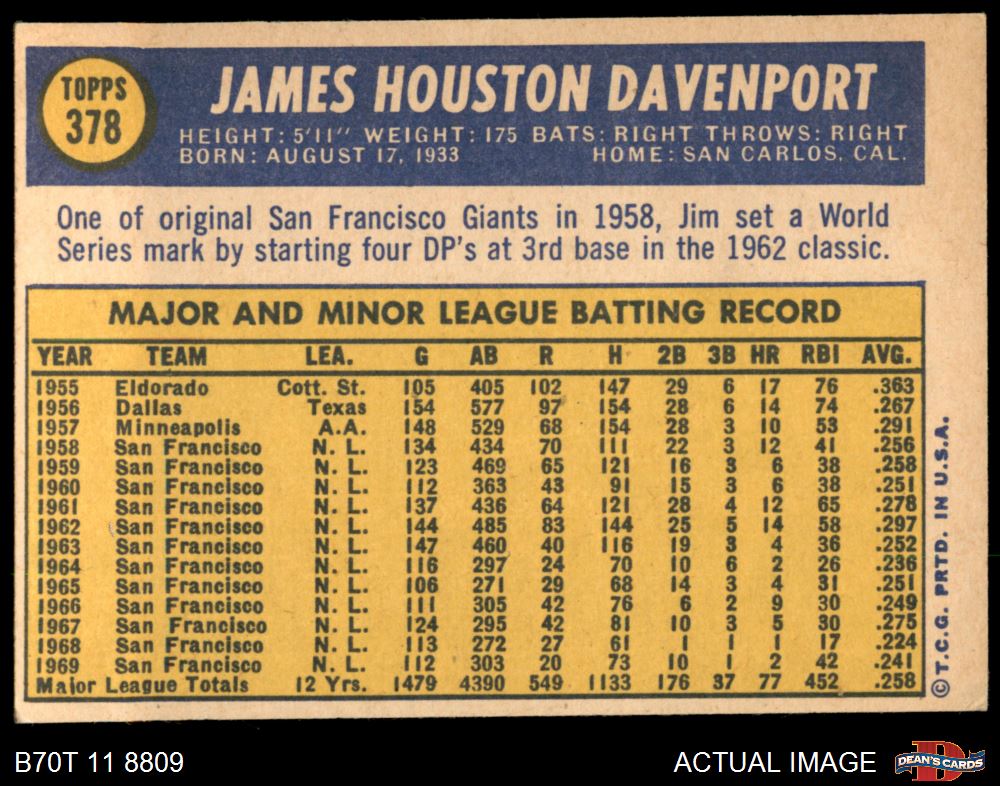 TOPPS
378
JAMES HOUSTON DAVENPORT
HEIGHT: 5'11" WEIGHT: 175 BATS: RIGHT THROWS: RIGHT
BORN: AUGUST 17, 1933 HOME: SAN CARLOS, CAL.
One of original San Francisco Giants in 1958, Jim set a World
Series mark by starting four DP's at 3rd base in the 1962 classic.
MAJOR AND MINOR LEAGUE BATTING RECORD
YEAR TEAM LEA. G AB R H 2B 3B HR RBI AVG.
1955 Eldorado Cott. St. 105 405 102 147 29 6 17 76 .363
1956 Dallas Texas 154 577 97 154 28 6 14 74 .267
1957 Minneapolis A.A. 148 529 68 154 28 3 10 53 .291
1958 San Francisco N. L. 134 434 70 111 22 3 12 41 .256
1959 San Francisco N. L. 123 469 65 121 16 3 6 38 .258
1960 San Francisco N. L. 112 363 43 91 15 3 6 38 .251
1961 San Francisco N. L. 137 436 64 121 28 4 12 65 .278
1962 San Francisco N. L. 144 485 83 144 25 5 14 58 .297
1963 San Francisco N. L. 147 460 40 116 19 3 4 36 .252
1964 San Francisco N. L. 116 297 24 70 10 6 2 26 .236
1965 San Francisco N. L. 106 271 29 68 14 3 4 31 .251
1966 San Francisco N. L. 111 305 42 76 6 2 9 30 .249
1967 San Francisco N. L. 124 295 42 81 10 3 5 30 .275
1968 San Francisco N. L. 113 272 27 61 1 1 1 17 .224
1969 San Francisco N. L. 112 303 20 73 10 1 2 42 .241
Major League Totals 12 Yrs. 1479 4390 549 1133 176 37 77 452 .258
©T.C.G. PRTD. IN U.S.A.
B70T 11 8809
ACTUAL IMAGE
DEAN'S CARDS